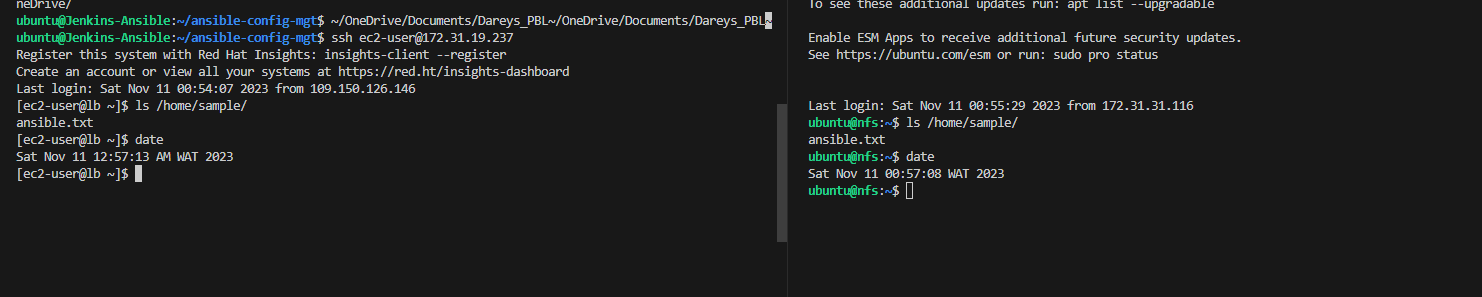 neDrive/
ubuntu@Jenkins-Ansible:~/ansible-config-mgt$ ~/OneDrive/Documents/Dareys_PBL~/OneDrive/Documents/Dareys_PBL~
ubuntu@Jenkins-Ansible:~/ansible-config-mgt$ ssh ec2-user@172.31.19.237
Register this system with Red Hat Insights: insights-client --register
Create an account or view all your systems at https://red.ht/insights-dashboard
Last login: Sat Nov 11 00:54:07 2023 from 109.150.126.146
[ec2-user@lb ~]$ ls /home/sample/
ansible.txt
[ec2-user@lb ~]$ date
Sat Nov 11 12:57:13 AM WAT 2023
[ec2-user@lb ~]$
To see these additional updates run: apt list --upgradable
Enable ESM Apps to receive additional future security updates.
See https://ubuntu.com/esm or run: sudo pro status
Last login: Sat Nov 11 00:55:29 2023 from 172.31.31.116
ubuntu@nfs:~$ ls /home/sample/
ansible.txt
ubuntu@nfs:~$ date
Sat Nov 11 00:57:08 WAT 2023
ubuntu@nfs:~$